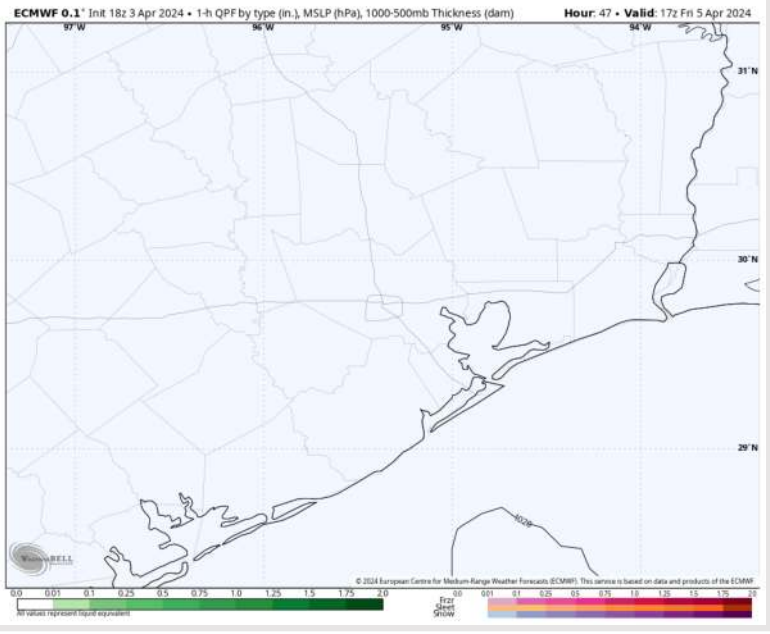 ECMWF 0.1° Init 18z 3 Apr 2024 • 1-h QPF by type (in.), MSLP (hPa), 1000-500mb Thickness (dam) Hour: 47 • Valid: 17z Fri 5 Apr 2024
97°W 96°W 95°W 94°W
31°N
30°N
29°N
1020
WEATHERBELL
© 2024 European Centre for Medium-Range Weather Forecasts (ECMWF). This service is based on data and products of the ECMWF
0.0 0.01 0.1 0.25 0.50 0.75 1.0 1.25 1.5 1.75 2.0 0.0 0.01 0.1 0.25 0.5 0.75 1.0 1.25 1.5 1.75 2.0
Frzr
Sleet
Snow
All values represent liquid equivalent